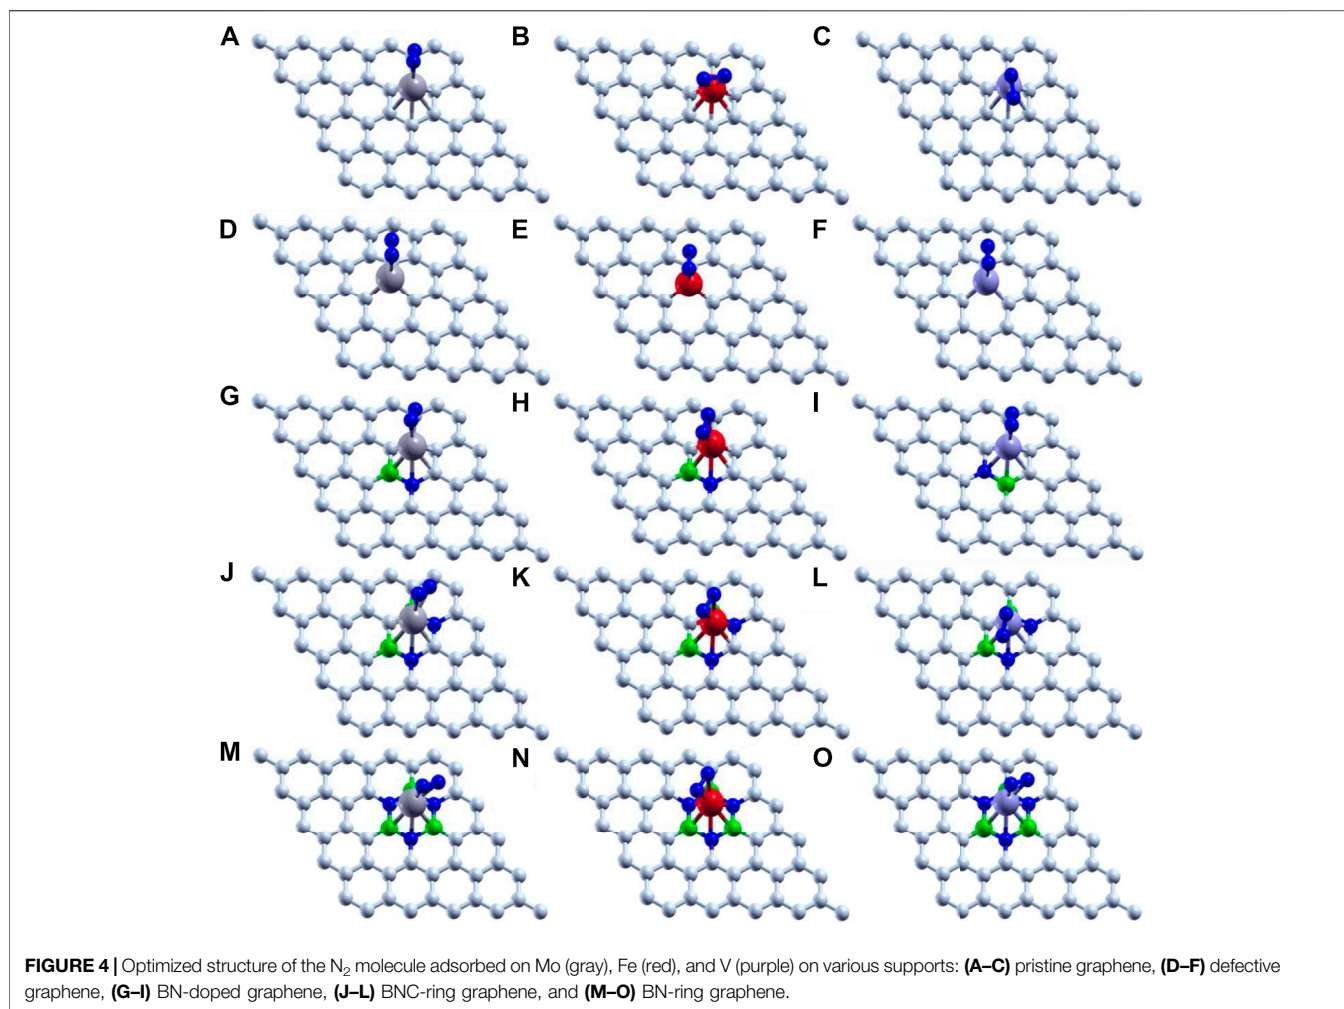 A B C
D E F
G H I
J K L
M N O
FIGURE 4 | Optimized structure of the N₂ molecule adsorbed on Mo (gray), Fe (red), and V (purple) on various supports: (A–C) pristine graphene, (D–F) defective
graphene, (G–I) BN-doped graphene, (J–L) BNC-ring graphene, and (M–O) BN-ring graphene.